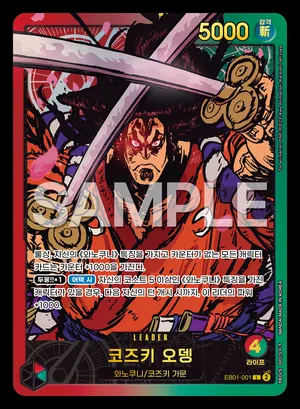 5000
참격
斬
SAMPLE
룰상, 자신의 《와노쿠니》 특징을 가지고 카운터가 없는 모든 캐릭터
카드는 카운터 +1000을 가진다.
두웅!!×1 어택 시 자신의 코스트 5 이상인 《와노쿠니》 특징을 가진
캐릭터가 있을 경우, 다음 자신의 턴 개시 시까지, 이 리더의 파워
+1000.
LEADER
코즈키 오뎅
와노쿠니/코즈키 가문
4
라이프
EB01-001 L 2